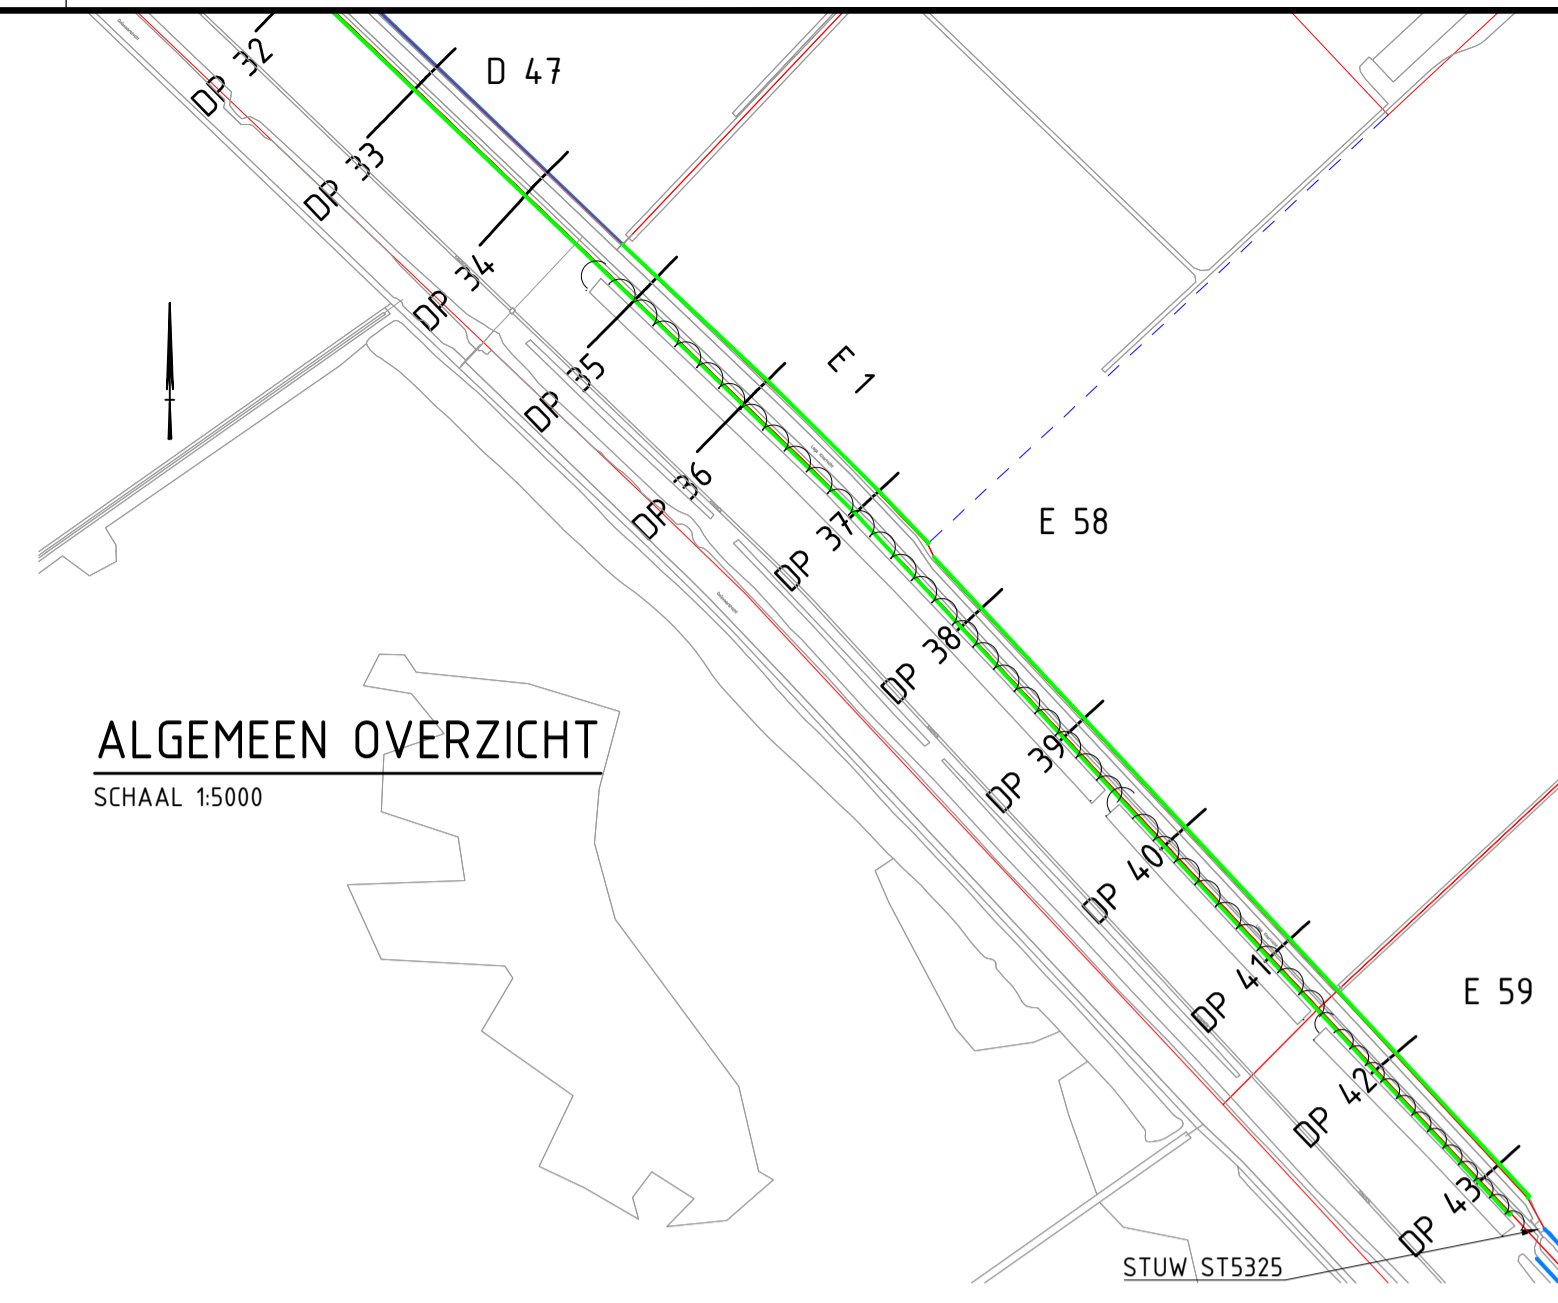 DP 32
D 47
DP 33
DP 34
DP 35
E 1
DP 36
DP 37
E 58
DP 38
ALGEMEEN OVERZICHT
SCHAAL 1:5000
DP 39
DP 40
DP 41
E 59
DP 42
DP 43
STUW ST5325